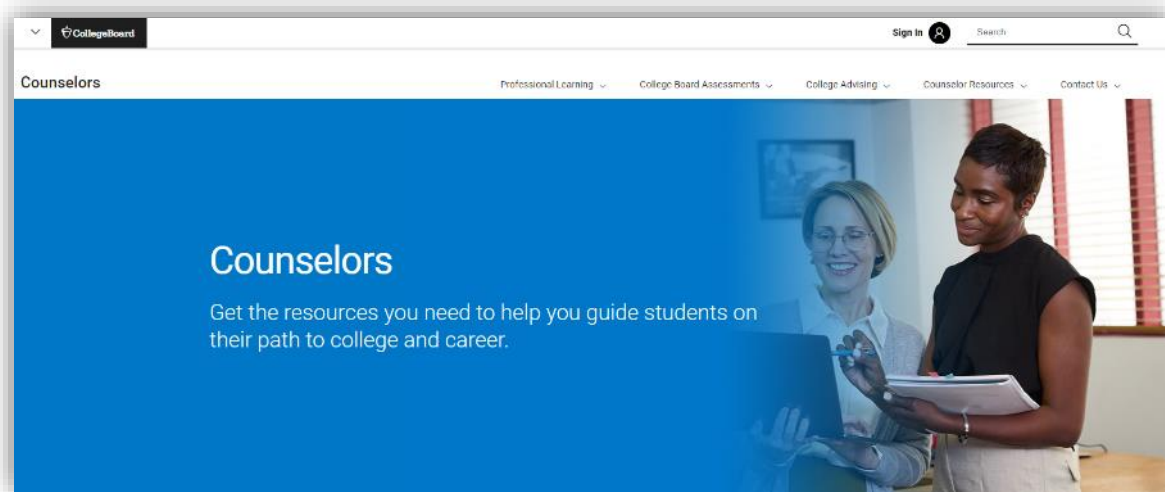 CollegeBoard
Sign In
Search
Counselors
Professional Learning
College Board Assessments
College Advising
Counselor Resources
Contact Us
Counselors
Get the resources you need to help you guide students on
their path to college and career.